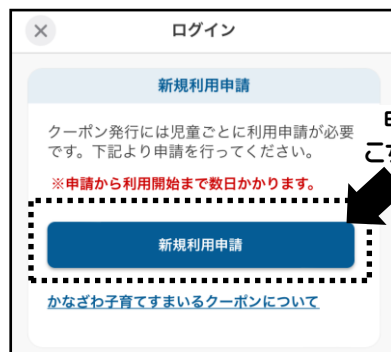 ログイン
新規利用申請
クーポン発行には児童ごとに利用申請が必要
です。下記より申請を行ってください。
※申請から利用開始まで数日かかります。
新規利用申請
かなざわ子育てすまいるクーポンについて